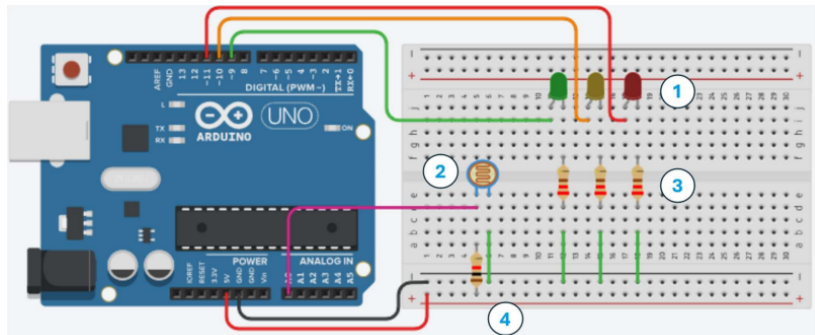 AREF
GND
13
12
~11
~10
~9
8
7
~6
~5
~4
~3
2
TX→1
RX←0
DIGITAL (PWM~)
L
TX
RX
ARDUINO
UNO
ON
POWER
ANALOG IN
IOREF
RESET
3.3V
5V
GND
GND
Vin
A0
A1
A2
A3
A4
A5
1
2
3
4